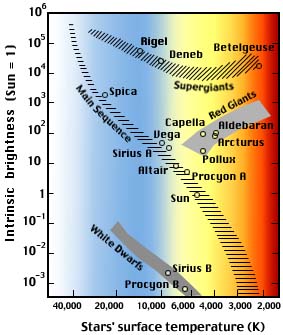 Intrinsic brightness (Sun = 1)
10^6
10^5
10^4
10^3
10^2
10
1
10^-1
10^-2
10^-3
Rigel
Deneb
Betelgeuse
Supergiants
Spica
Main Sequence
Red Giants
Capella
Aldebaran
Vega
Arcturus
Sirius A
Pollux
Altair
Procyon A
Sun
White Dwarfs
Sirius B
Procyon B
40,000 20,000 10,000 6,000 4,000 3,000 2,000
Stars' surface temperature (K)